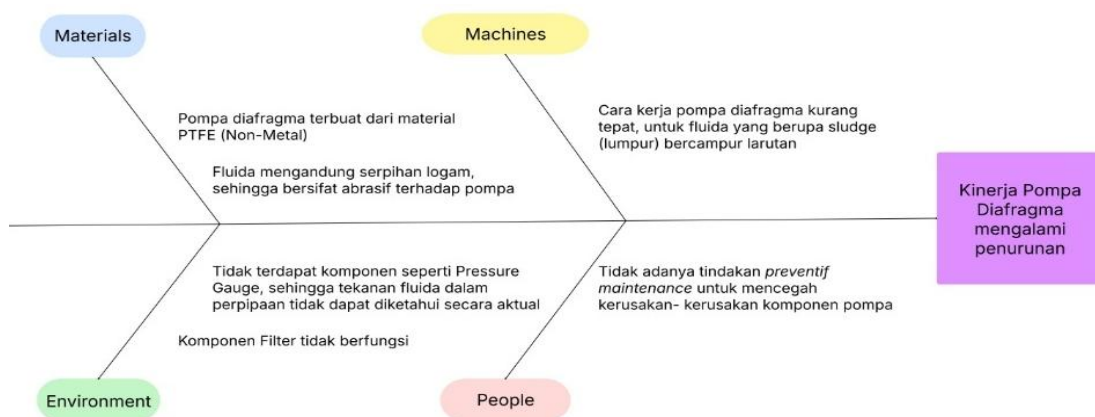 Materials
Machines
Pompa diafragma terbuat dari material
PTFE (Non-Metal)
Fluida mengandung serpihan logam,
sehingga bersifat abrasif terhadap pompa
Cara kerja pompa diafragma kurang
tepat, untuk fluida yang berupa sludge
(lumpur) bercampur larutan
Kinerja Pompa
Diafragma
mengalami
penurunan
Tidak terdapat komponen seperti Pressure
Gauge, sehingga tekanan fluida dalam
perpipaan tidak dapat diketahui secara aktual
Komponen Filter tidak berfungsi
Tidak adanya tindakan preventif
maintenance untuk mencegah
kerusakan- kerusakan komponen pompa
Environment
People